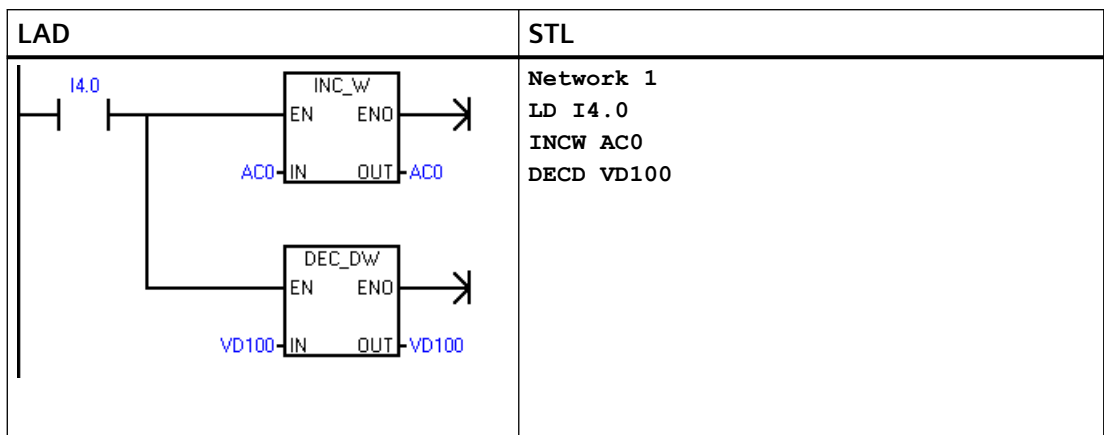 LAD
STL
I4.0
INC_W
EN ENO
AC0 IN OUT AC0
DEC_DW
EN ENO
VD100 IN OUT VD100
Network 1
LD I4.0
INCW AC0
DECD VD100